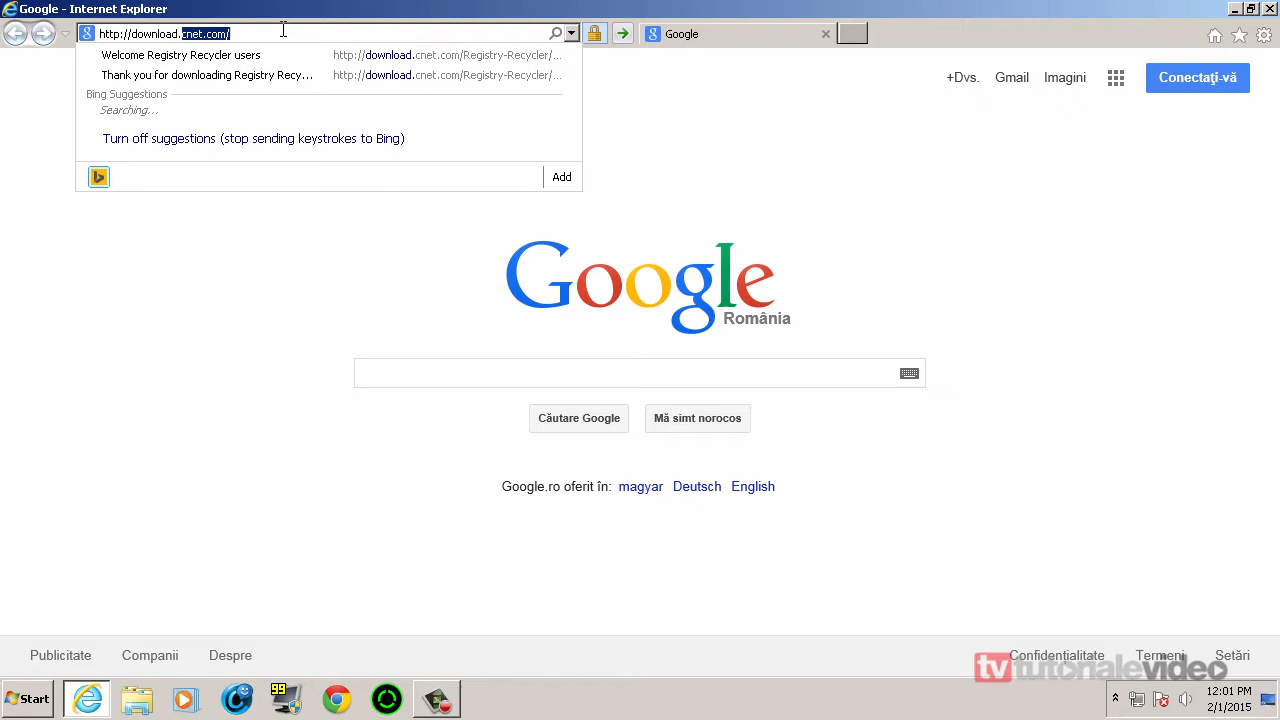 Google - Internet Explorer
http://download.cnet.com/
Google
Welcome Registry Recycler users http://download.cnet.com/Registry-Recycler/...
Thank you for downloading Registry Recy... http://download.cnet.com/Registry-Recycler/...
Bing Suggestions
Searching...
Turn off suggestions (stop sending keystrokes to Bing)
Add
+Dvs. Gmail Imagini Conectaţi-vă
Google
România
Căutare Google Mă simt norocos
Google.ro oferit în: magyar Deutsch English
Publicitate Companii Despre Confidenţialitate Termeni Setări
tvtutorialevideo
Start
99
12:01 PM
2/1/2015